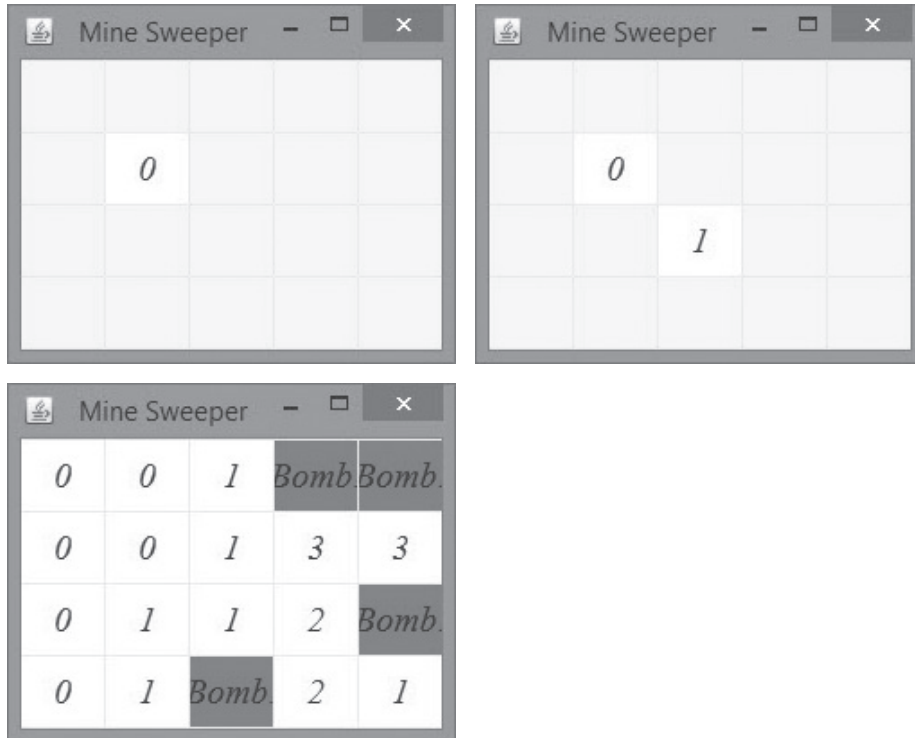 Mine Sweeper
0
Mine Sweeper
0
1
Mine Sweeper
0 0 1 Bomb. Bomb.
0 0 1 3 3
0 1 1 2 Bomb.
0 1 Bomb. 2 1